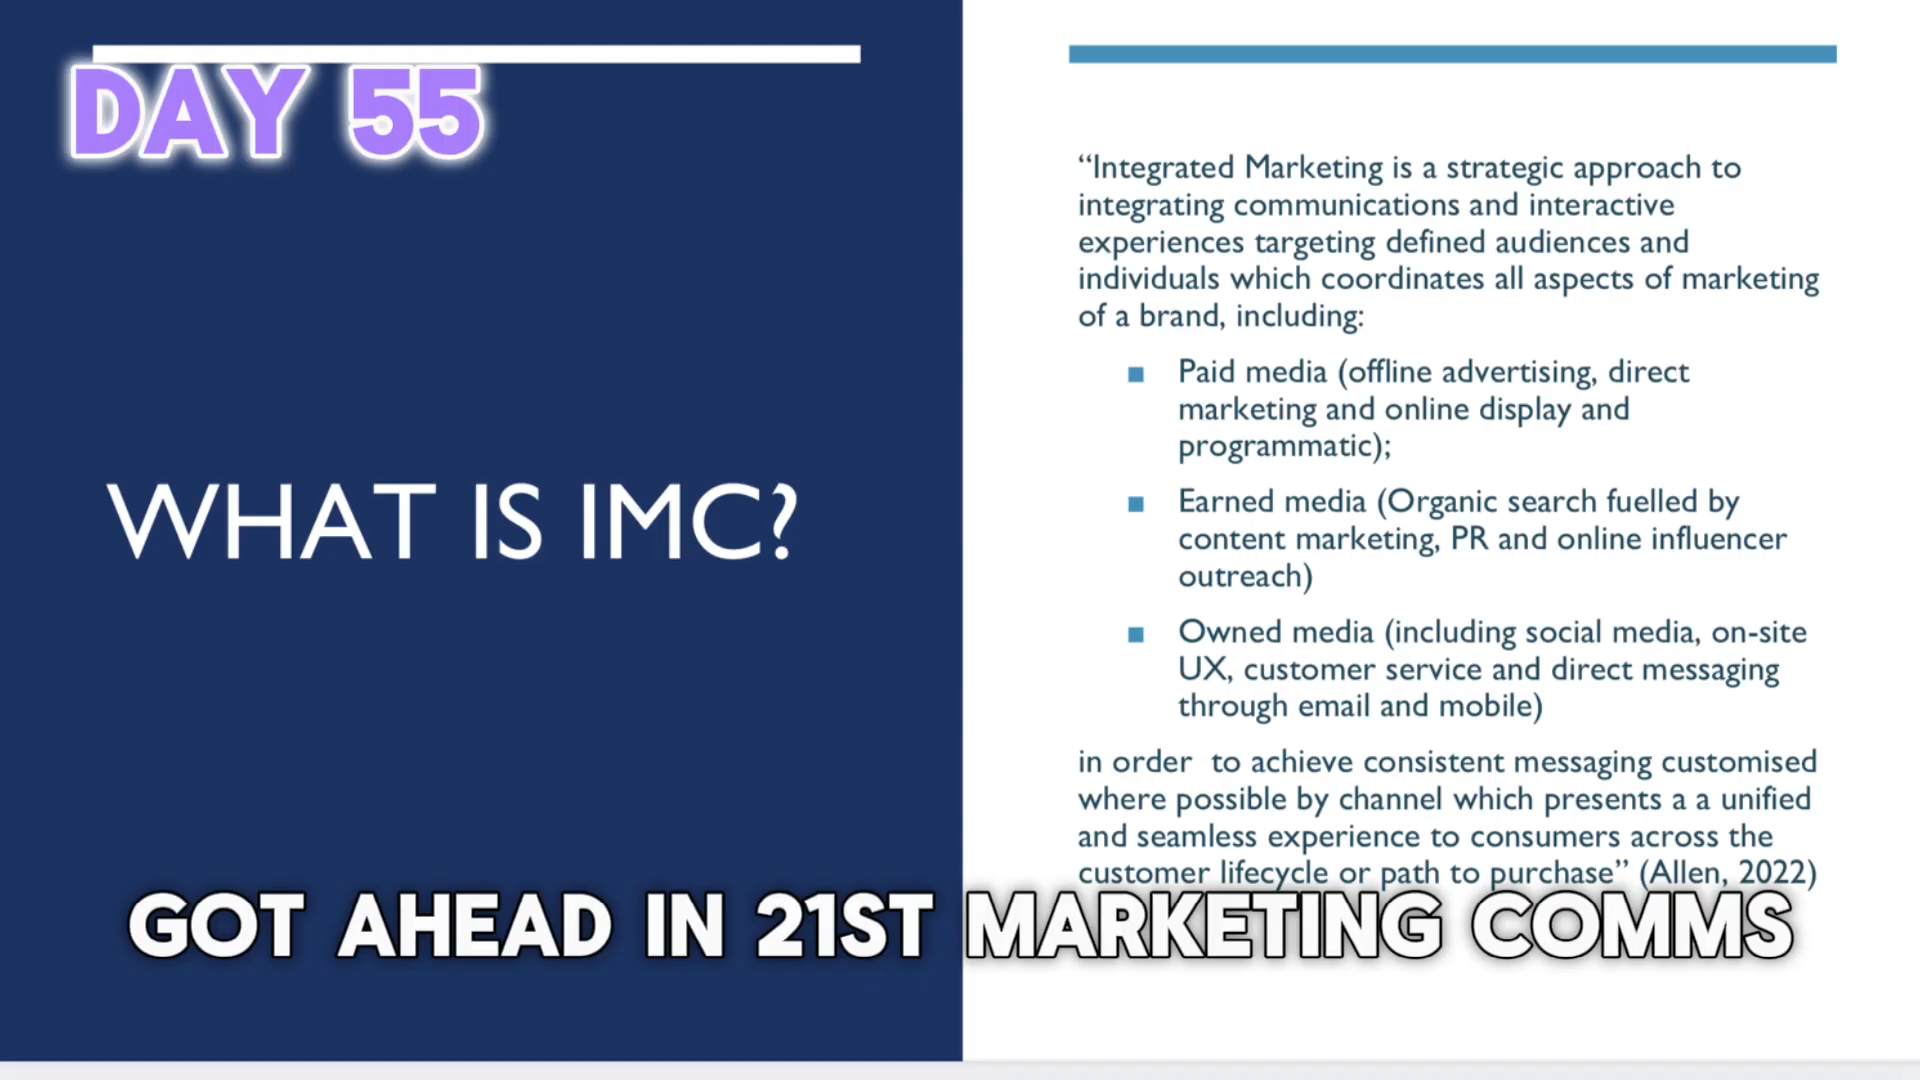 DAY 55
WHAT IS IMC?
“Integrated Marketing is a strategic approach to
integrating communications and interactive
experiences targeting defined audiences and
individuals which coordinates all aspects of marketing
of a brand, including:
■ Paid media (offline advertising, direct
marketing and online display and
programmatic);
■ Earned media (Organic search fuelled by
content marketing, PR and online influencer
outreach)
■ Owned media (including social media, on-site
UX, customer service and direct messaging
through email and mobile)
in order  to achieve consistent messaging customised
where possible by channel which presents a a unified
and seamless experience to consumers across the
customer lifecycle or path to purchase” (Allen, 2022)
GOT AHEAD IN 21ST MARKETING COMMS